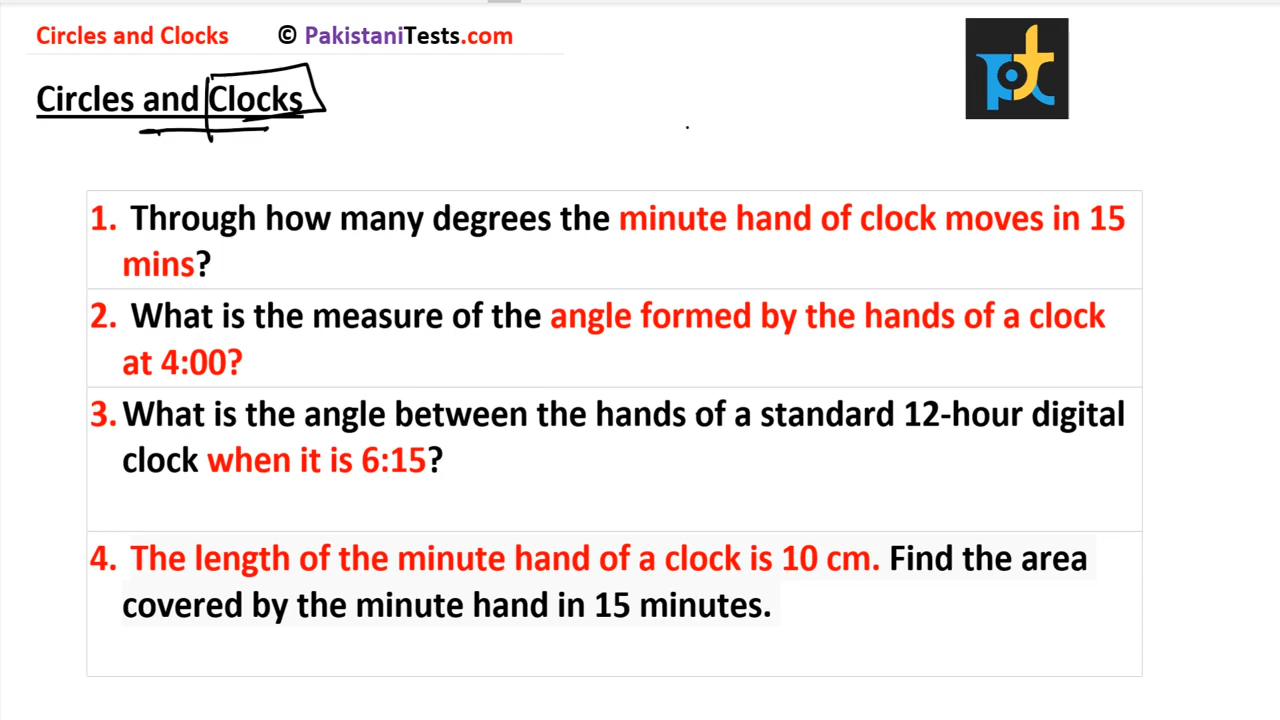 Circles and Clocks © PakistaniTests.com
Circles and Clocks
pt
1. Through how many degrees the minute hand of clock moves in 15
mins?
2. What is the measure of the angle formed by the hands of a clock
at 4:00?
3. What is the angle between the hands of a standard 12-hour digital
clock when it is 6:15?
4. The length of the minute hand of a clock is 10 cm. Find the area
covered by the minute hand in 15 minutes.